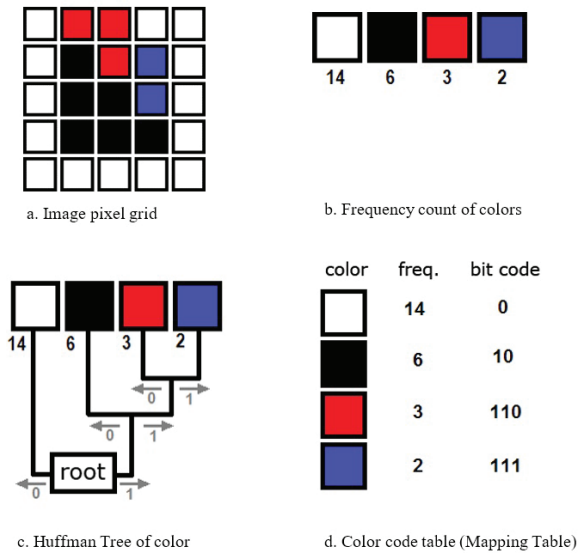 14 6 3 2
a. Image pixel grid
b. Frequency count of colors
14 6 3 2
0 1
0 1
root
0 1
c. Huffman Tree of color
color freq. bit code
14 0
6 10
3 110
2 111
d. Color code table (Mapping Table)